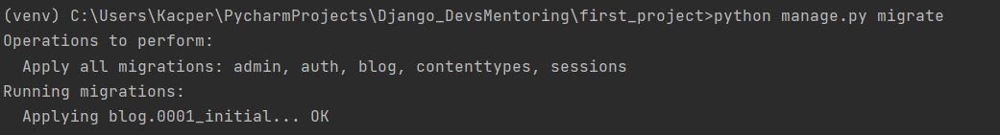 (venv) C:\Users\Kacper\PycharmProjects\Django_DevsMentoring\first_project>python manage.py migrate
Operations to perform:
  Apply all migrations: admin, auth, blog, contenttypes, sessions
Running migrations:
  Applying blog.0001_initial... OK